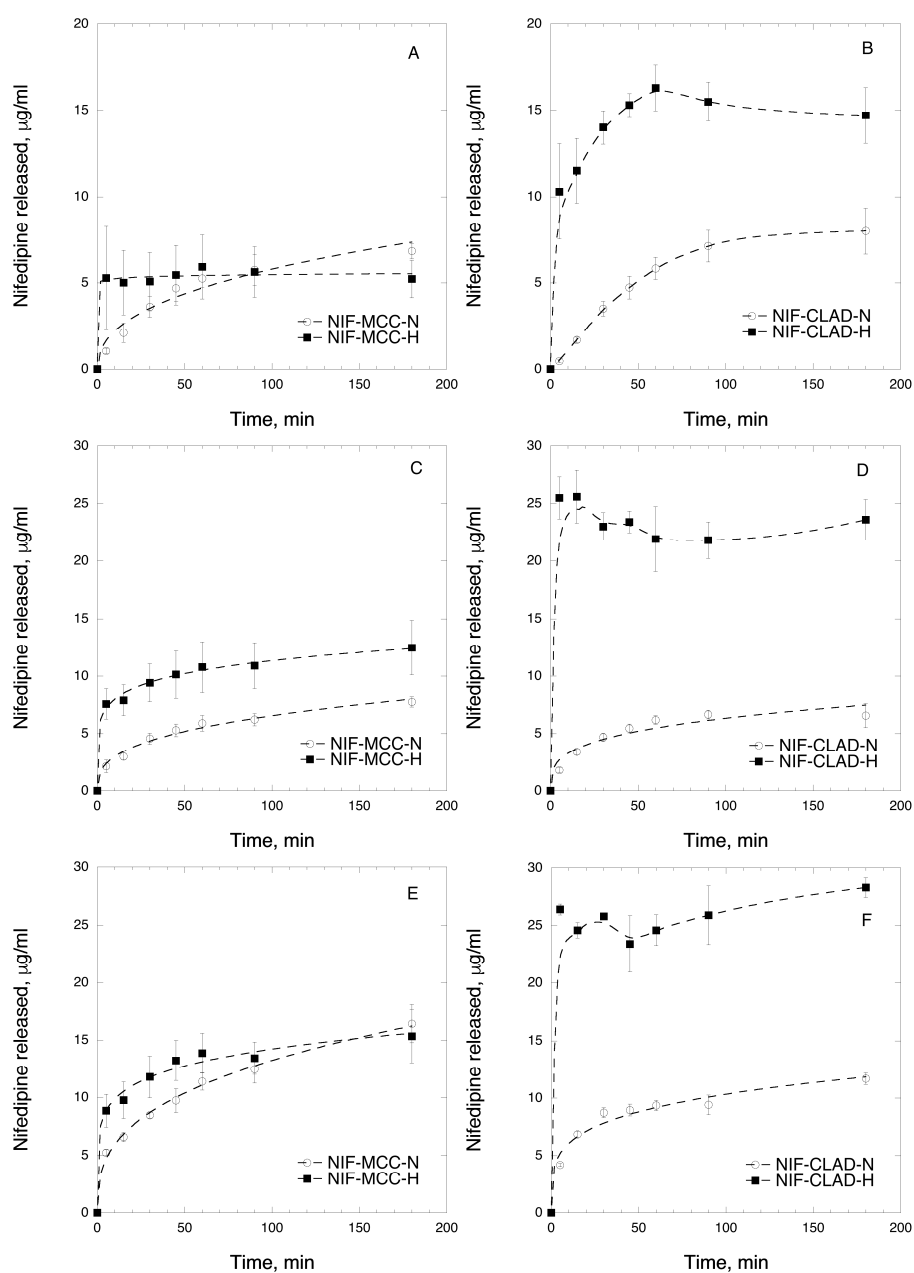 A
Nifedipine released, μg/ml
20
15
10
5
0
NIF-MCC-N
NIF-MCC-H
0 50 100 150 200
Time, min
B
Nifedipine released, μg/ml
20
15
10
5
0
NIF-CLAD-N
NIF-CLAD-H
0 50 100 150 200
Time, min
C
Nifedipine released, μg/ml
30
25
20
15
10
5
0
NIF-MCC-N
NIF-MCC-H
0 50 100 150 200
Time, min
D
Nifedipine released, μg/ml
30
25
20
15
10
5
0
NIF-CLAD-N
NIF-CLAD-H
0 50 100 150 200
Time, min
E
Nifedipine released, μg/ml
30
25
20
15
10
5
0
NIF-MCC-N
NIF-MCC-H
0 50 100 150 200
Time, min
F
Nifedipine released, μg/ml
30
25
20
15
10
5
0
NIF-CLAD-N
NIF-CLAD-H
0 50 100 150 200
Time, min